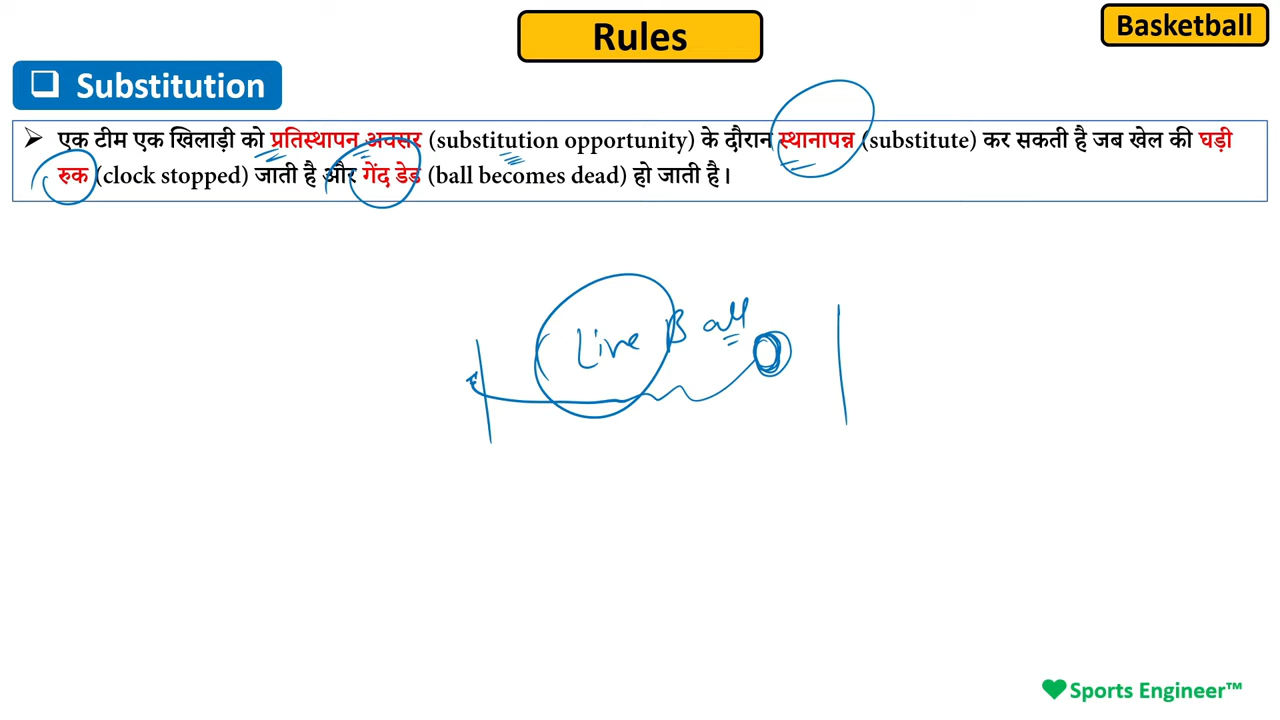 Rules
Basketball
❑ Substitution
➢ एक टीम एक खिलाड़ी को प्रतिस्थापन अवसर (substitution opportunity) के दौरान स्थानापन्न (substitute) कर सकती है जब खेल की घड़ी
रुक (clock stopped) जाती है और गेंद डेड (ball becomes dead) हो जाती है।
Live Ball
Sports Engineer™